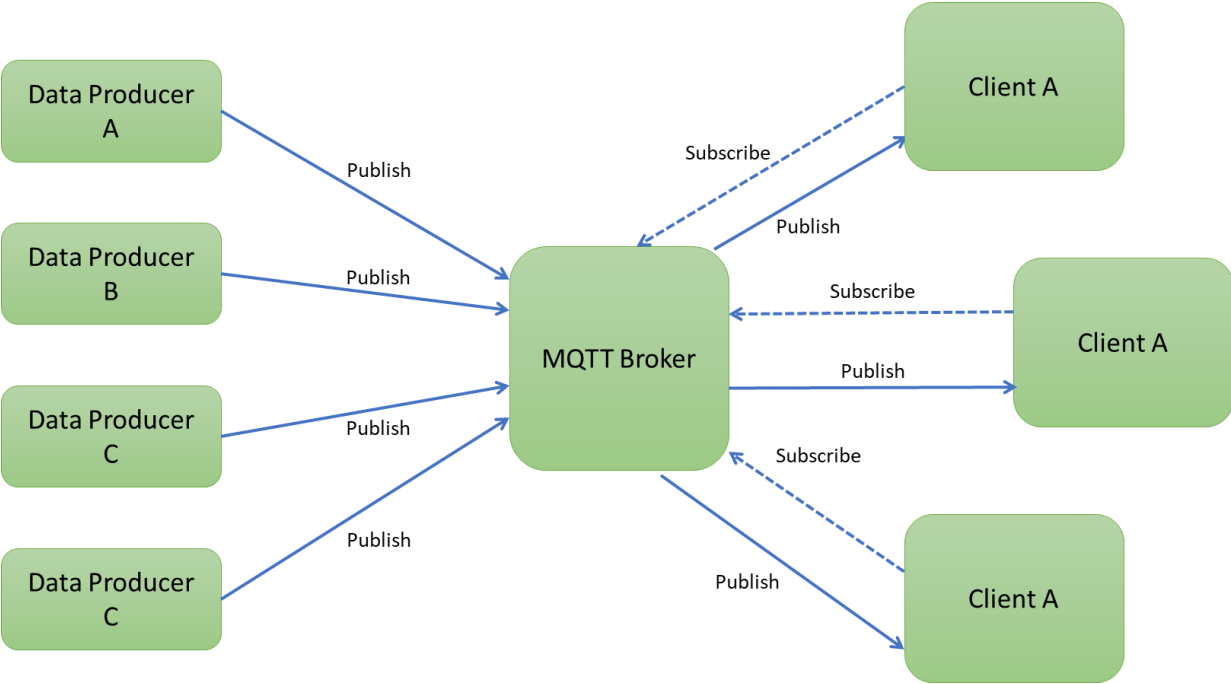 Data Producer
A
Publish
Data Producer
B
Publish
Data Producer
C
Publish
Data Producer
C
Publish
MQTT Broker
Subscribe
Publish
Client A
Subscribe
Publish
Client A
Subscribe
Publish
Client A